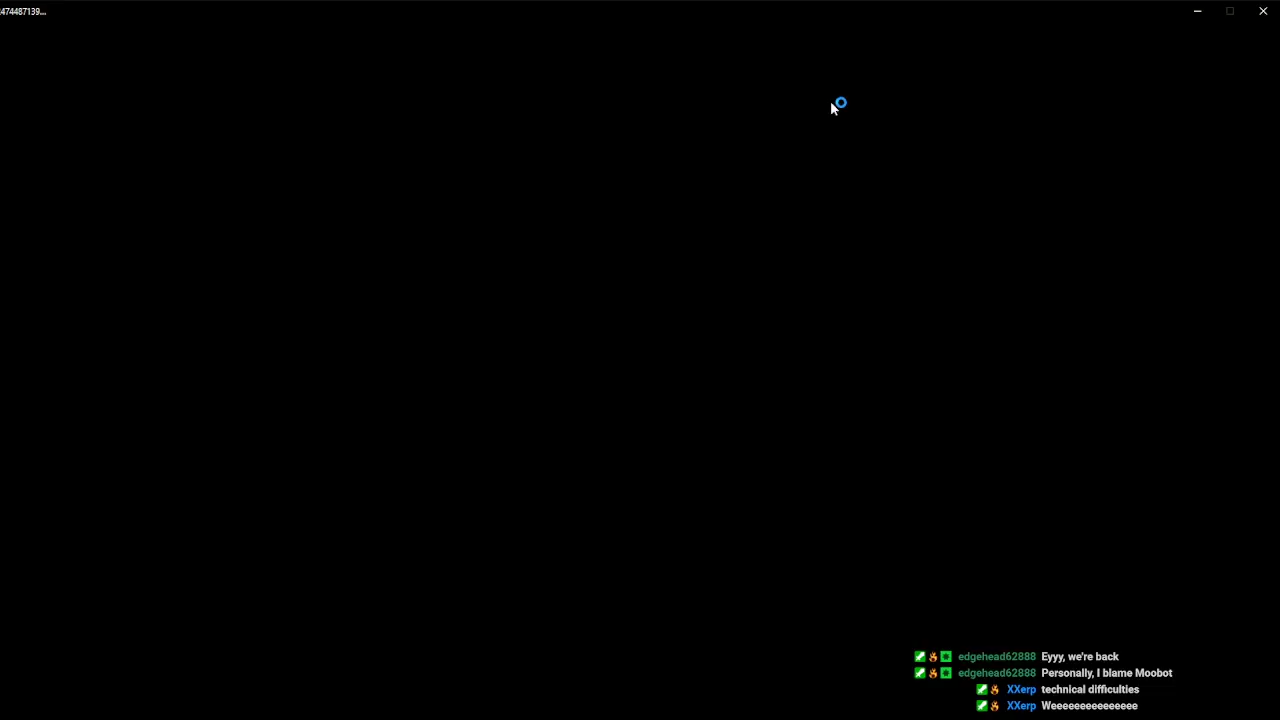 474487139...
edgehead62888 Eyyy, we're back
edgehead62888 Personally, I blame Moobot
XXerp technical difficulties
XXerp Weeeeeeeeeeeeeee